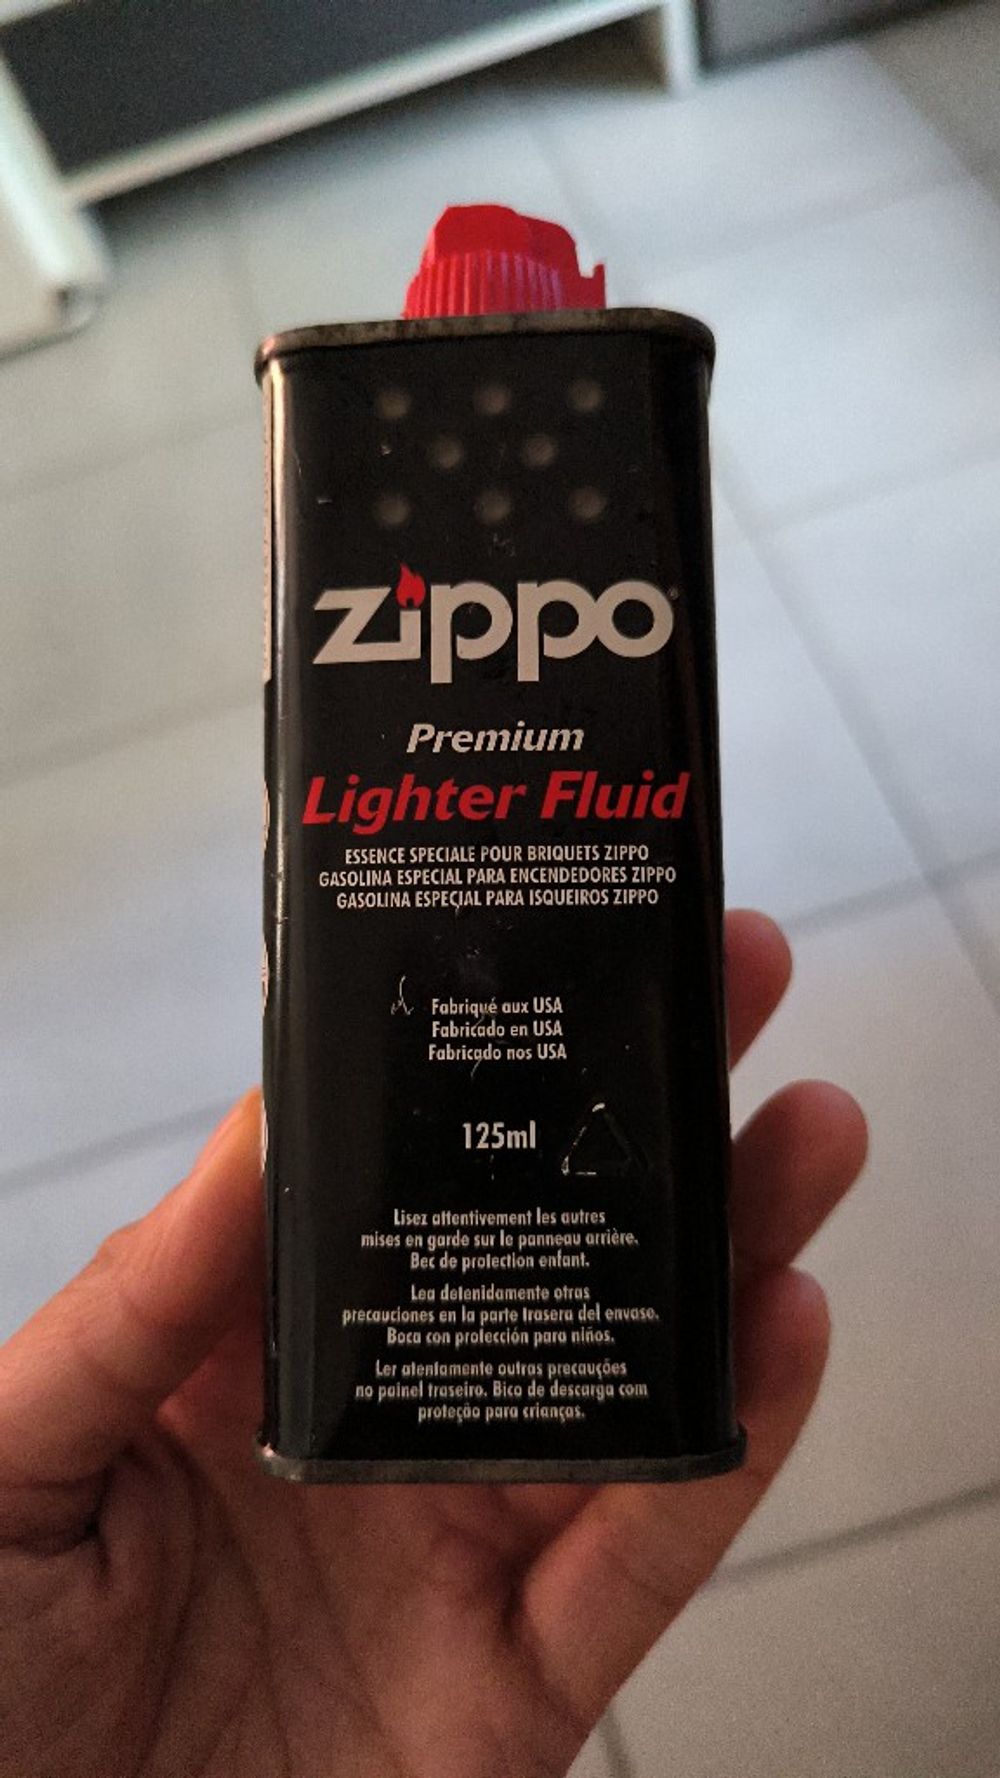 zippo
Premium
Lighter Fluid
ESSENCE SPECIALE POUR BRIQUETS ZIPPO
GASOLINA ESPECIAL PARA ENCENDEDORES ZIPPO
GASOLINA ESPECIAL PARA ISQUEIROS ZIPPO
Fabriqué aux USA
Fabricado en USA
Fabricado nos USA
125ml
Lisez attentivement les autres
mises en garde sur le panneau arrière.
Bec de protection enfant.
Lea detenidamente otras
precauciones en la parte trasera del envase.
Boca con protección para niños.
Ler atentamente outras precauções
no painel traseiro. Bico de descarga com
proteção para crianças.